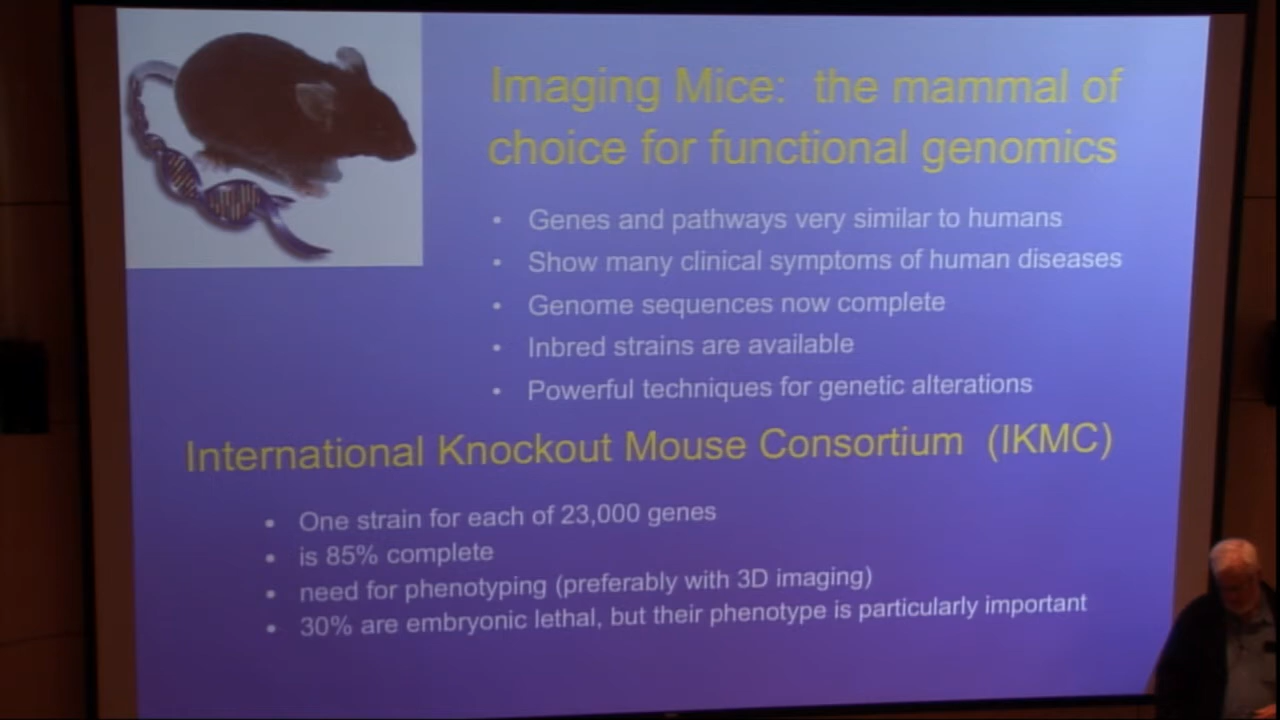 Imaging Mice: the mammal of
choice for functional genomics
• Genes and pathways very similar to humans
• Show many clinical symptoms of human diseases
• Genome sequences now complete
• Inbred strains are available
• Powerful techniques for genetic alterations
International Knockout Mouse Consortium (IKMC)
• One strain for each of 23,000 genes
• is 85% complete
• need for phenotyping (preferably with 3D imaging)
• 30% are embryonic lethal, but their phenotype is particularly important